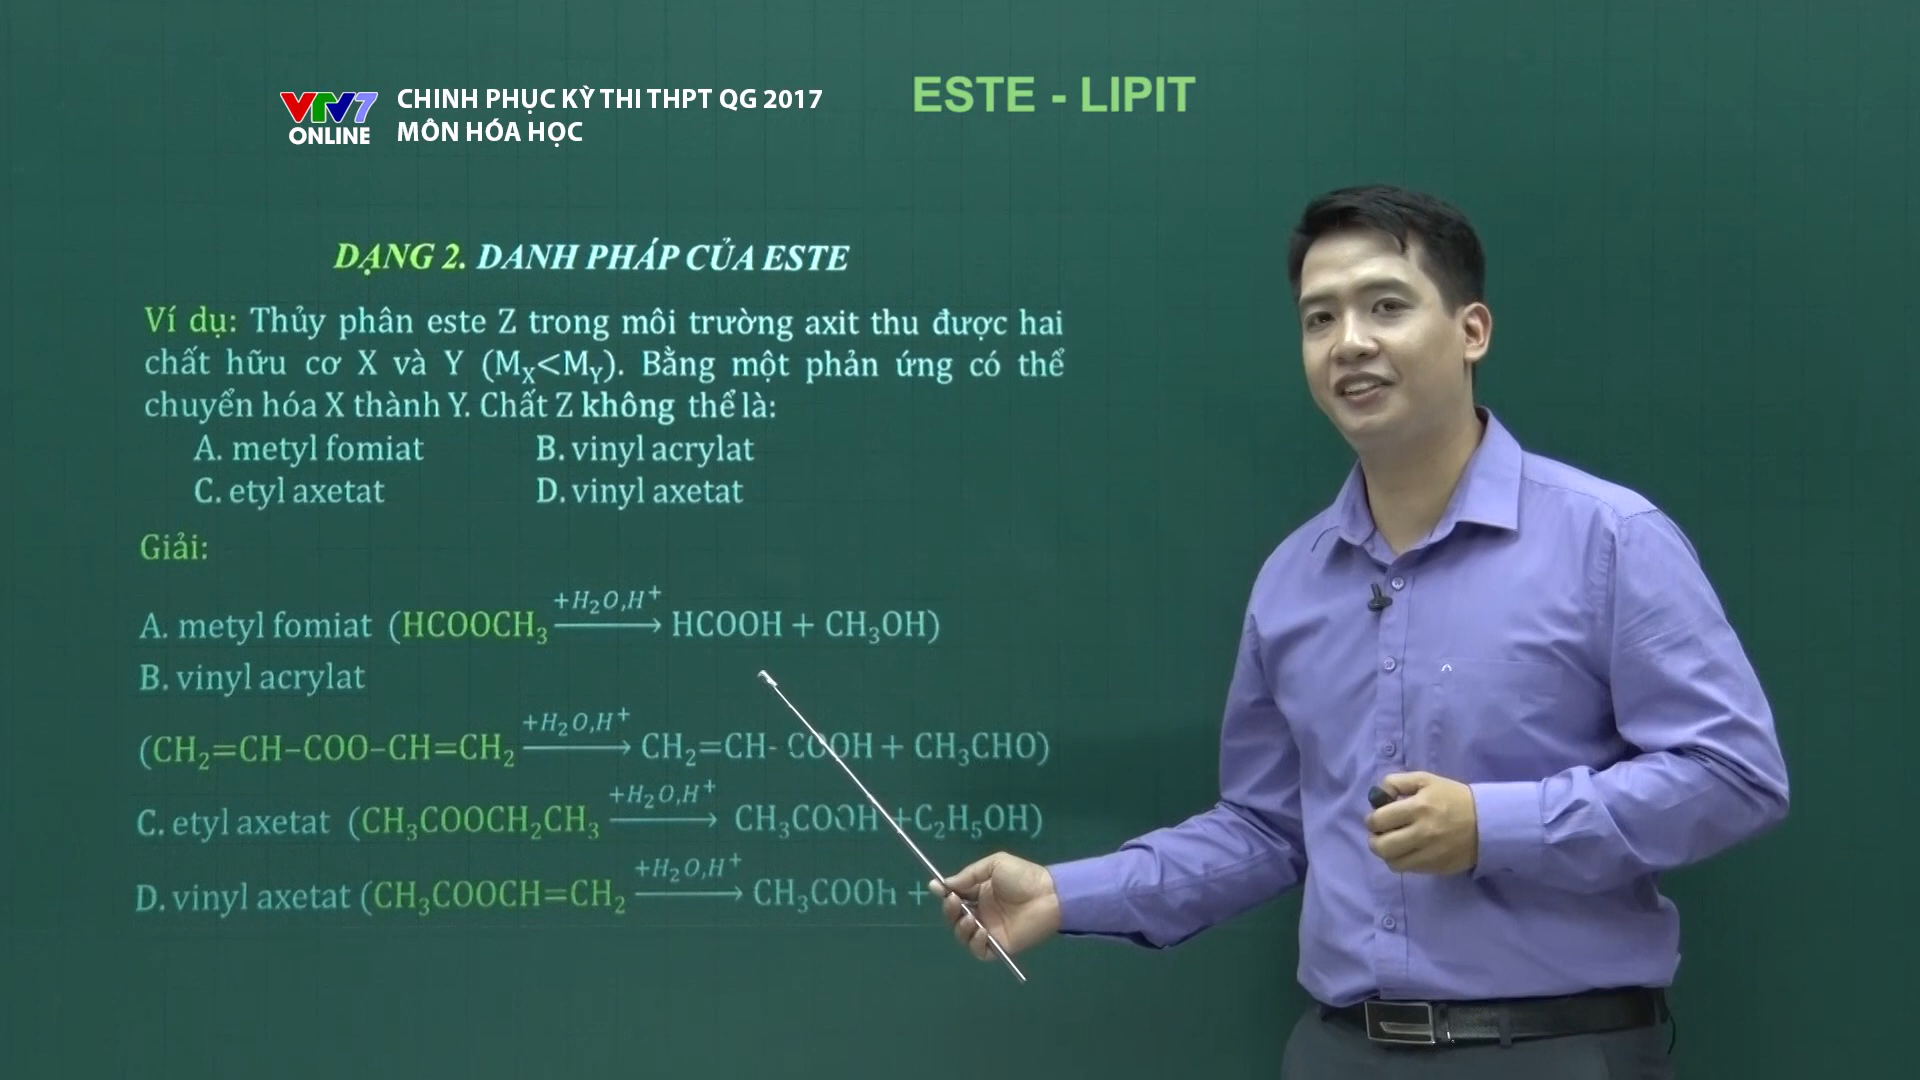 VTV7
ONLINE
CHINH PHỤC KỲ THI THPT QG 2017
MÔN HÓA HỌC
ESTE - LIPIT
DẠNG 2. DANH PHÁP CỦA ESTE
Ví dụ: Thủy phân este Z trong môi trường axit thu được hai
chất hữu cơ X và Y (M_X<M_Y). Bằng một phản ứng có thể
chuyển hóa X thành Y. Chất Z không thể là:
A. metyl fomiat B. vinyl acrylat
C. etyl axetat D. vinyl axetat
Giải:
A. metyl fomiat (HCOOCH₃ +H₂O,H⁺⟶ HCOOH + CH₃OH)
B. vinyl acrylat
(CH₂=CH–COO–CH=CH₂ +H₂O,H⁺⟶ CH₂=CH- COOH + CH₃CHO)
C. etyl axetat (CH₃COOCH₂CH₃ +H₂O,H⁺⟶ CH₃COOH +C₂H₅OH)
D. vinyl axetat (CH₃COOCH=CH₂ +H₂O,H⁺⟶ CH₃COOH +